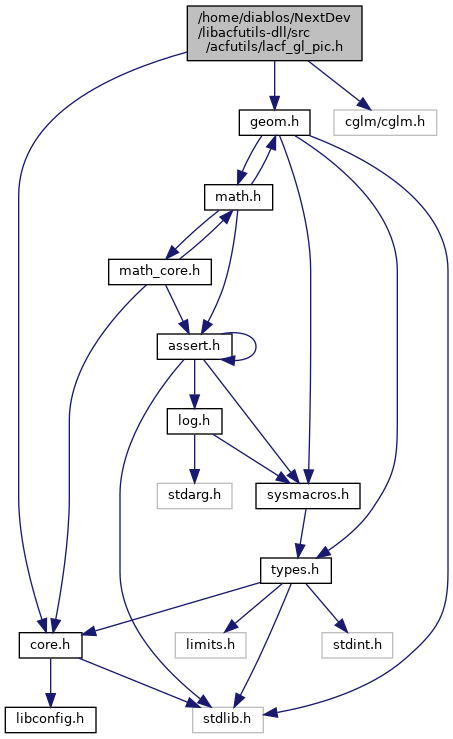 /home/diablos/NextDev
/libacfutils-dll/src
/acfutils/lacf_gl_pic.h
geom.h
cglm/cglm.h
math.h
math_core.h
assert.h
log.h
stdarg.h
sysmacros.h
types.h
core.h
limits.h
stdint.h
libconfig.h
stdlib.h